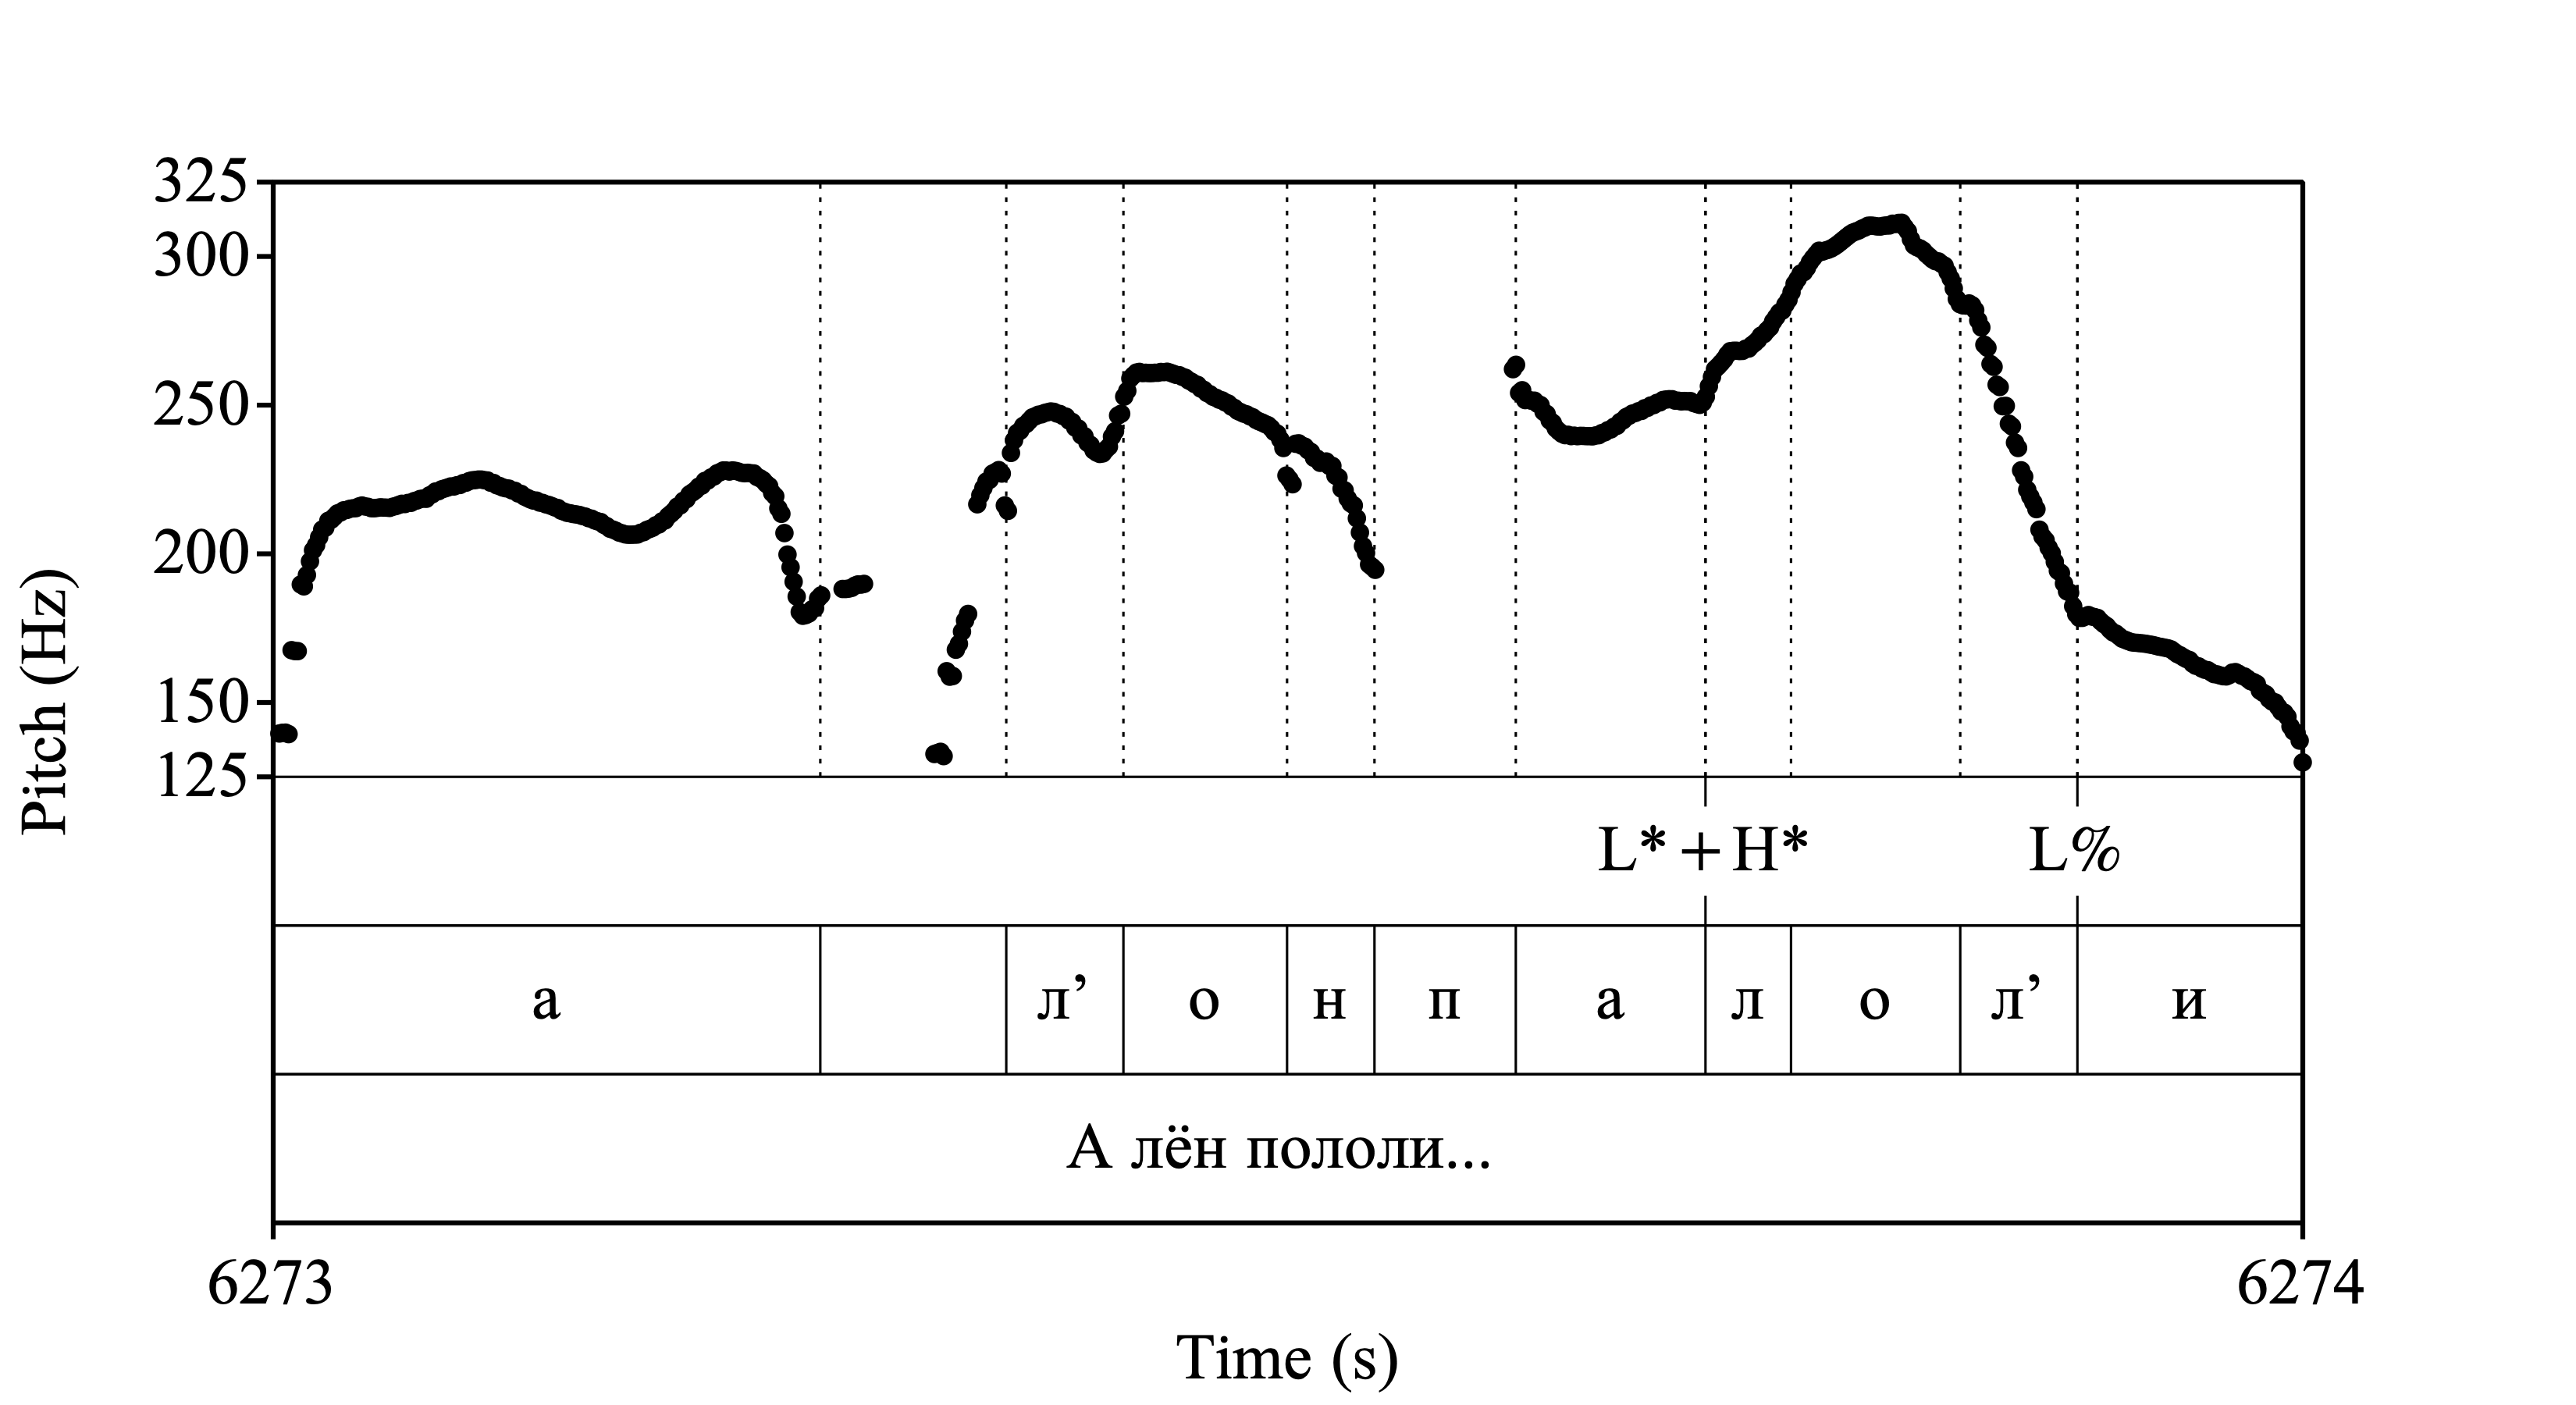 325
300
250
200
150
125
Pitch (Hz)
L*+H* L%
а л’ о н п а л о л’ и
А лён пололи...
6273 6274
Time (s)